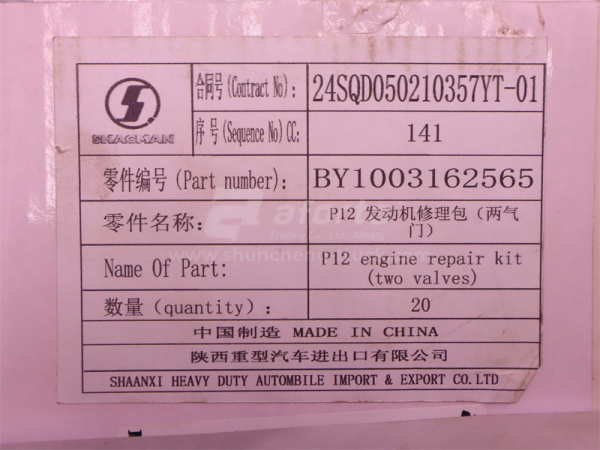 SHACMAN
合同号(Contract No): 24SQD050210357YT-01
序 号(Sequence No)CC: 141
零件编号(Part number): BY1003162565
零件名称: P12 发动机修理包（两气
门）
Name Of Part: P12 engine repair kit
(two valves)
数量(quantity): 20
中国制造 MADE IN CHINA
陕西重型汽车进出口有限公司
SHAANXI HEAVY DUTY AUTOMBILE IMPORT & EXPORT CO.LTD